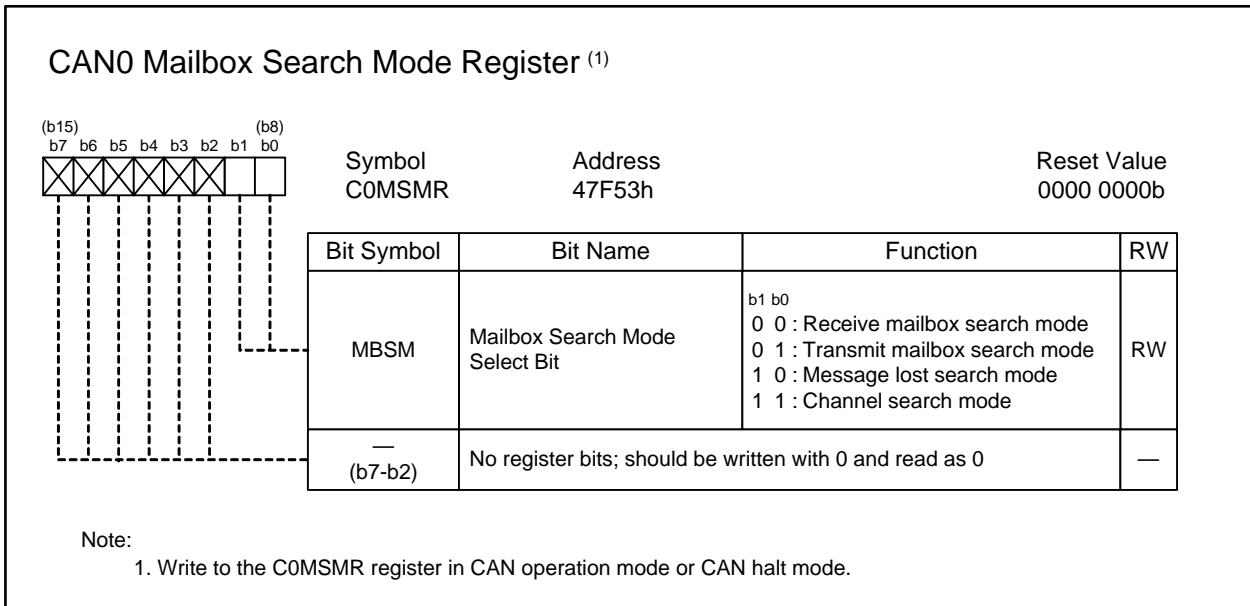 CAN0 Mailbox Search Mode Register (1)
(b15) (b8)
b7 b6 b5 b4 b3 b2 b1 b0
Symbol Address Reset Value
C0MSMR 47F53h 0000 0000b
Bit Symbol Bit Name Function RW
MBSM Mailbox Search Mode Select Bit RW
b1 b0
0 0 : Receive mailbox search mode
0 1 : Transmit mailbox search mode
1 0 : Message lost search mode
1 1 : Channel search mode
—
(b7-b2) No register bits; should be written with 0 and read as 0 —
Note:
1. Write to the C0MSMR register in CAN operation mode or CAN halt mode.